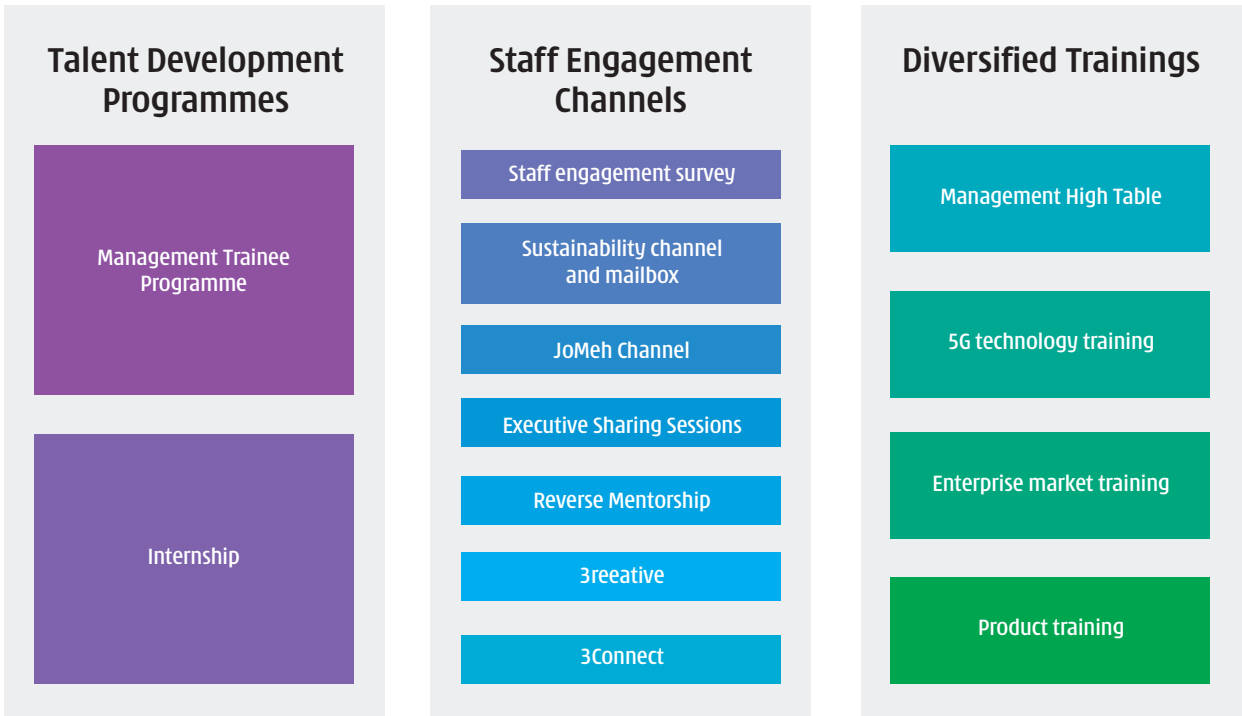 Talent Development
Programmes
Management Trainee
Programme
Internship
Staff Engagement
Channels
Staff engagement survey
Sustainability channel
and mailbox
JoMeh Channel
Executive Sharing Sessions
Reverse Mentorship
3reeative
3Connect
Diversified Trainings
Management High Table
5G technology training
Enterprise market training
Product training